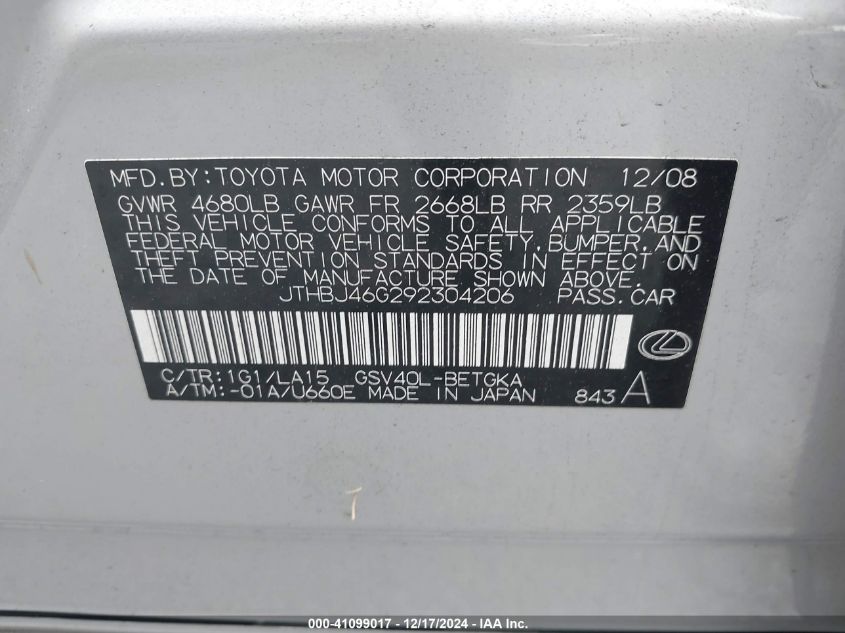 MFD.BY:TOYOTA MOTOR CORPORATION 12/08
GVWR 4680LB GAWR FR 2668LB RR 2359LB
THIS VEHICLE CONFORMS TO ALL APPLICABLE
FEDERAL MOTOR VEHICLE SAFETY,BUMPER,AND
THEFT PREVENTION STANDARDS IN EFFECT ON
THE DATE OF MANUFACTURE SHOWN ABOVE.
JTHBJ46G292304206 PASS.CAR
C/TR:1G1/LA15 GSV40L-BETGKA
A/TM:-01A/U660E MADE IN JAPAN 843 A
000-41099017 - 12/17/2024 - IAA Inc.